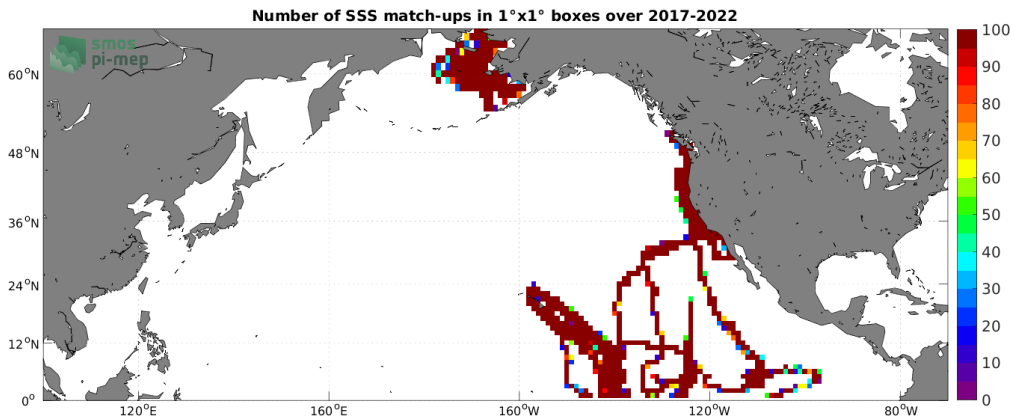 Number of SSS match-ups in 1°x1° boxes over 2017-2022
smos
pi-mep
60°N
48°N
36°N
24°N
12°N
0°
120°E
160°E
160°W
120°W
80°W
100
90
80
70
60
50
40
30
20
10
0